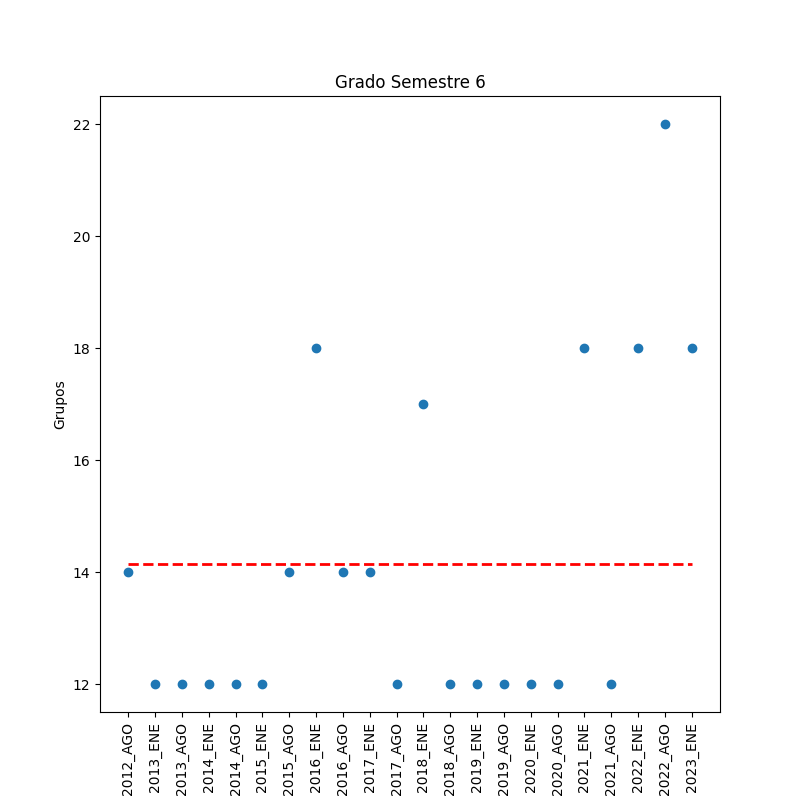 Grado Semestre 6
Grupos
22
20
18
16
14
12
2012_AGO
2013_ENE
2013_AGO
2014_ENE
2014_AGO
2015_ENE
2015_AGO
2016_ENE
2016_AGO
2017_ENE
2017_AGO
2018_ENE
2018_AGO
2019_ENE
2019_AGO
2020_ENE
2020_AGO
2021_ENE
2021_AGO
2022_ENE
2022_AGO
2023_ENE